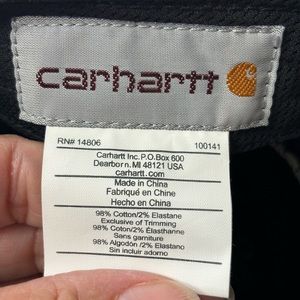 carhartt
RN# 14806 100141
Carhartt Inc. P.O. Box 600
Dearborn. MI 48121 USA
carhartt. com
Made in China
Fabriqué en Chine
Hecho en China
98% Cotton/2% Elastane
Exclusive of Trimming
98% Coton/2% Élasthanne
Sans garniture
98% Algodón /2% Elastano
Sin incluir adorno